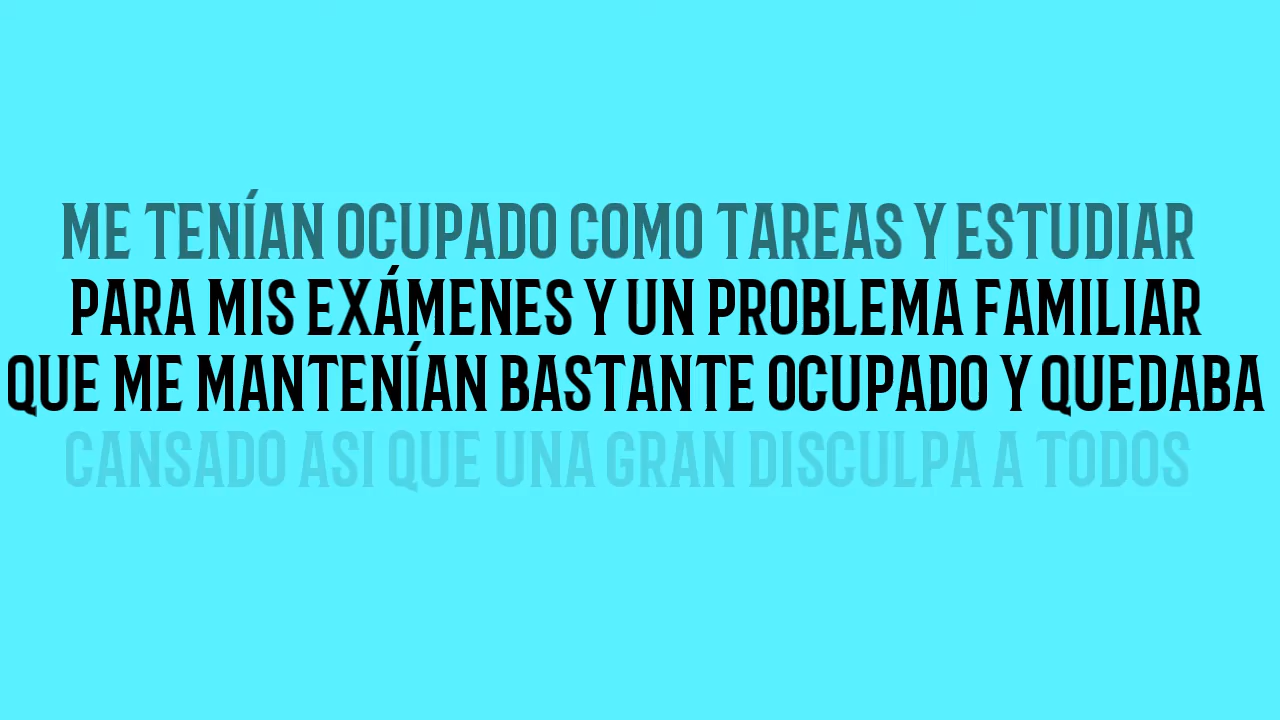 ME TENÍAN OCUPADO COMO TAREAS Y ESTUDIAR
PARA MIS EXÁMENES Y UN PROBLEMA FAMILIAR
QUE ME MANTENÍAN BASTANTE OCUPADO Y QUEDABA
CANSADO ASI QUE UNA GRAN DISCULPA A TODOS